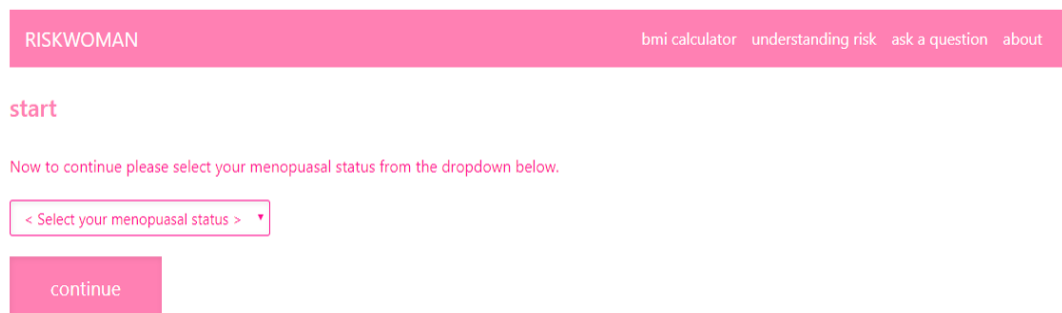 RISKWOMAN bmi calculator understanding risk ask a question about
start
Now to continue please select your menopuasal status from the dropdown below.
< Select your menopuasal status >
continue